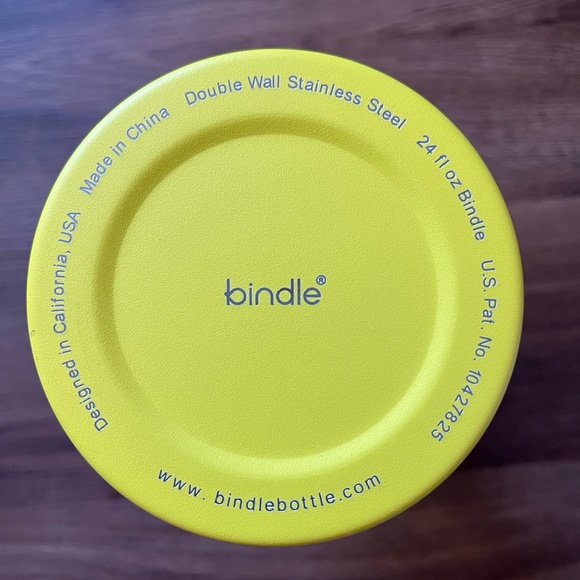 Designed in California, USA
Made in China
Double Wall Stainless Steel
24 fl oz Bindle
U.S. Pat. No. 10427825
bindle®
www.bindlebottle.com